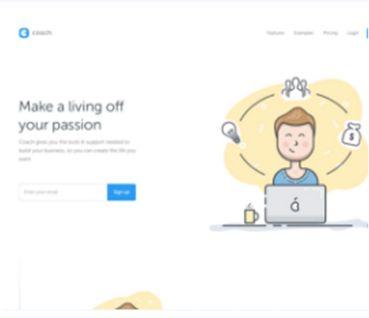 coach
Features Examples Pricing Login
Make a living off
your passion
Coach gives you the tools & support needed to
build your business, so you can create the life you
want.
Enter your email
Sign up
$